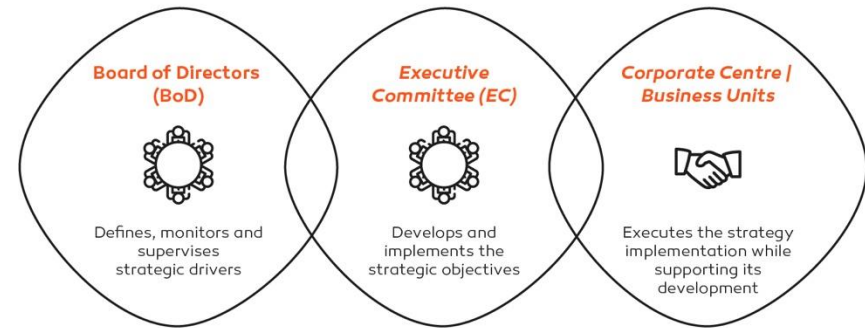 Board of Directors
(BoD)
Defines, monitors and
supervises
strategic drivers
Executive
Committee (EC)
Develops and
implements the
strategic objectives
Corporate Centre |
Business Units
Executes the strategy
implementation while
supporting its
development